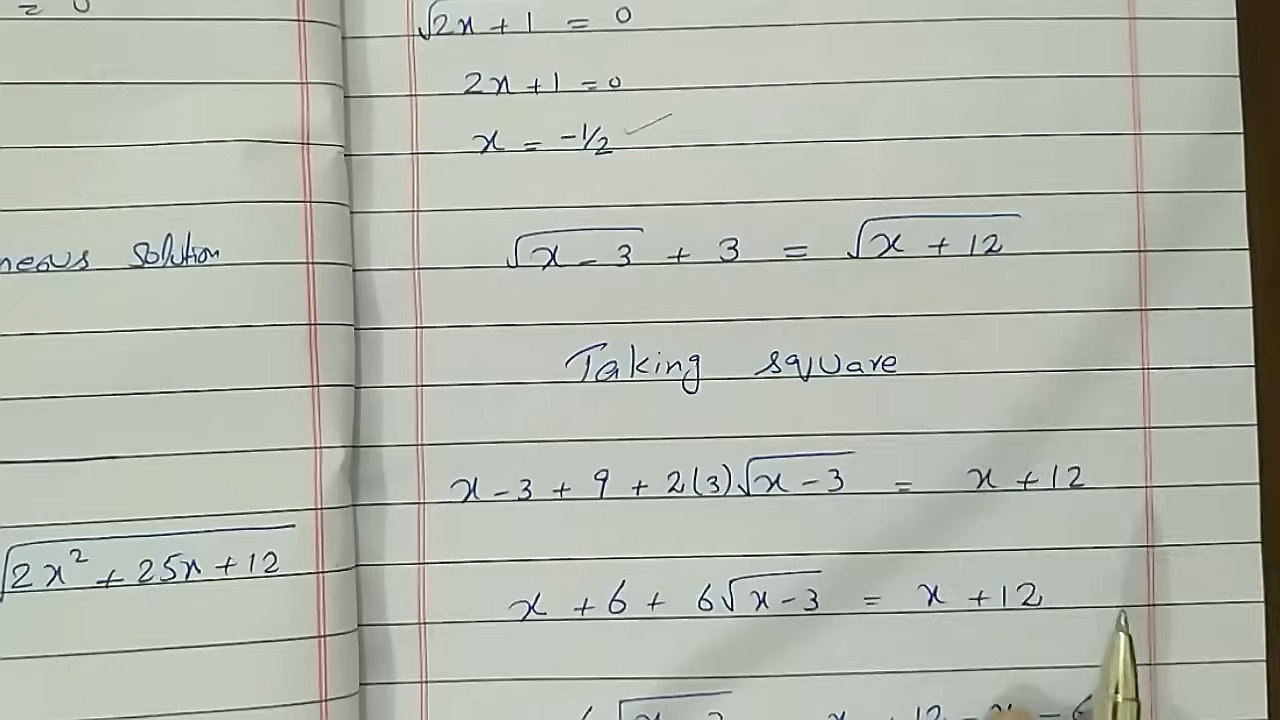 = 0
neous solution
√2x² + 25x + 12
√2x + 1 = 0
2x + 1 = 0
x = -1/2 ✓
√x - 3 + 3 = √x + 12
Taking square
x - 3 + 9 + 2(3)√x - 3 = x + 12
x + 6 + 6√x - 3 = x + 12